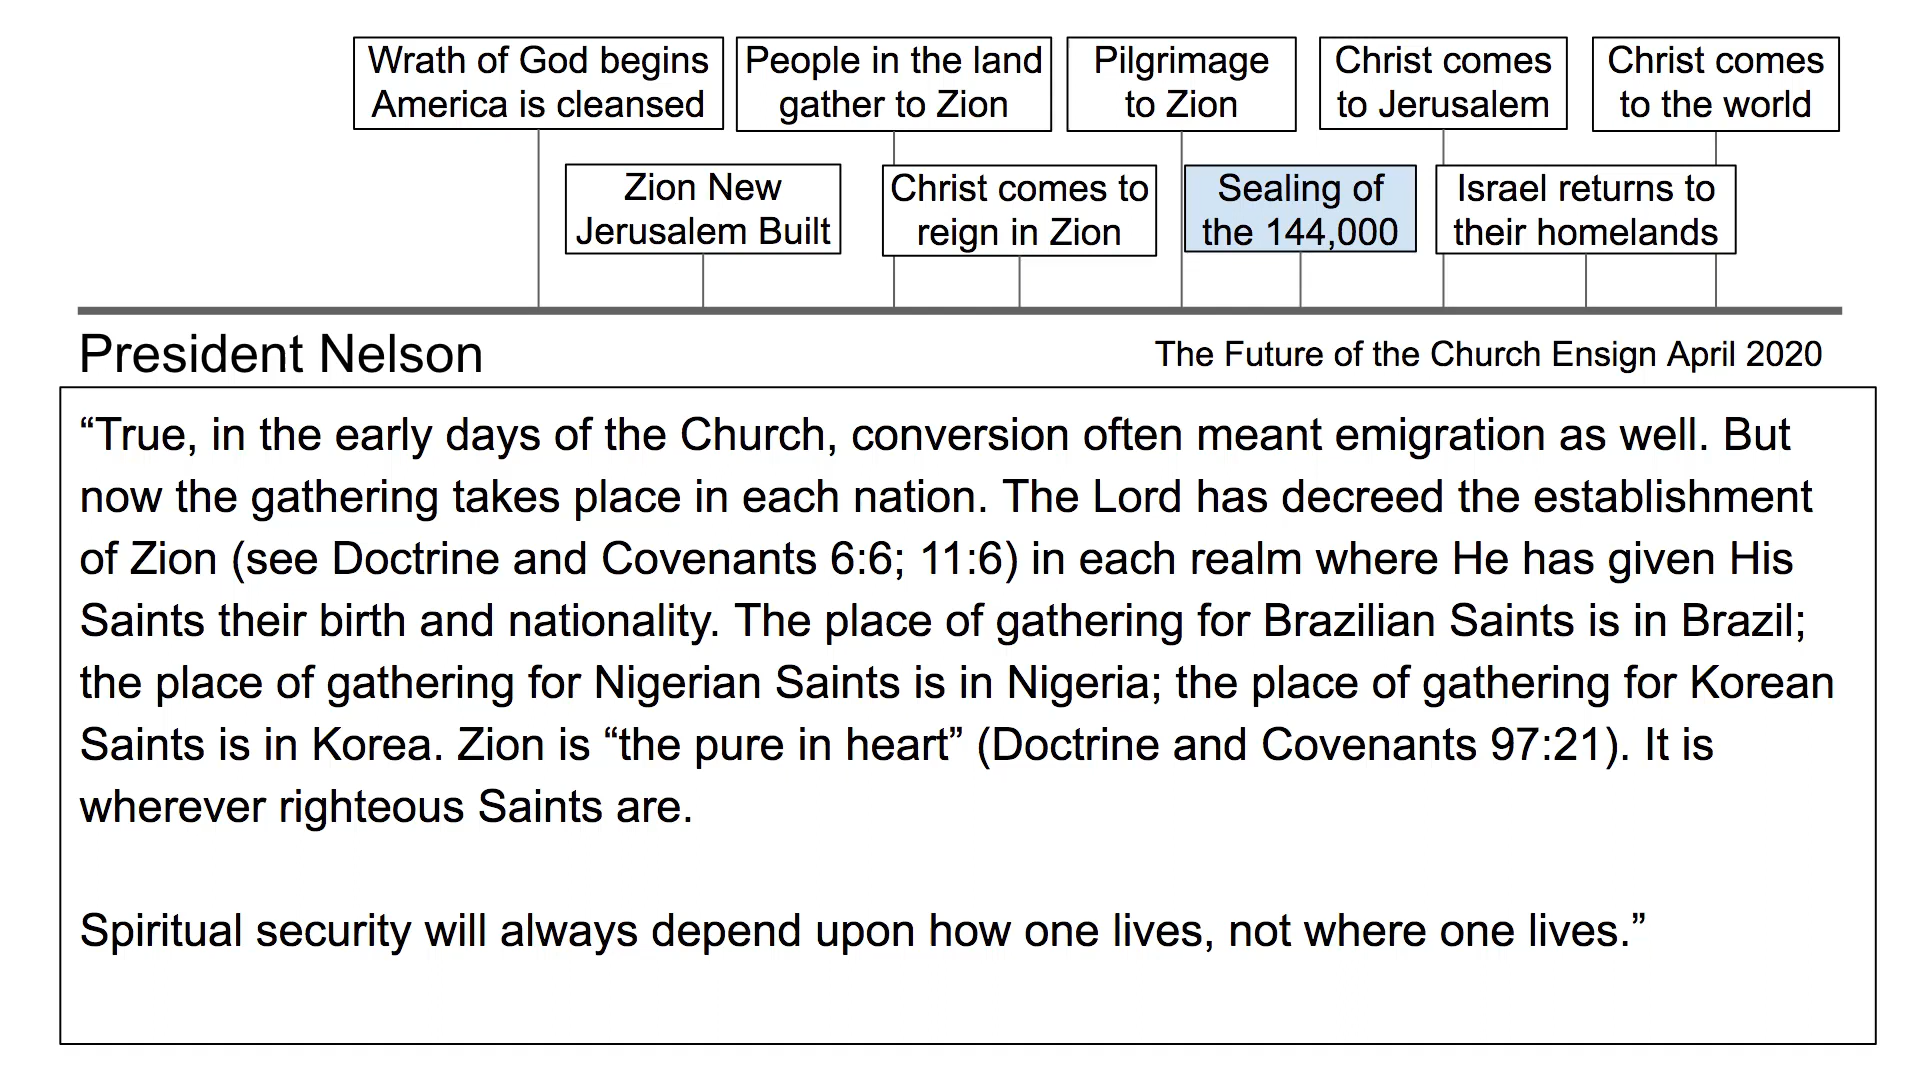 Wrath of God begins
America is cleansed
People in the land
gather to Zion
Pilgrimage
to Zion
Christ comes
to Jerusalem
Christ comes
to the world
Zion New
Jerusalem Built
Christ comes to
reign in Zion
Sealing of
the 144,000
Israel returns to
their homelands
President Nelson
The Future of the Church Ensign April 2020
“True, in the early days of the Church, conversion often meant emigration as well. But
now the gathering takes place in each nation. The Lord has decreed the establishment
of Zion (see Doctrine and Covenants 6:6; 11:6) in each realm where He has given His
Saints their birth and nationality. The place of gathering for Brazilian Saints is in Brazil;
the place of gathering for Nigerian Saints is in Nigeria; the place of gathering for Korean
Saints is in Korea. Zion is “the pure in heart” (Doctrine and Covenants 97:21). It is
wherever righteous Saints are.
Spiritual security will always depend upon how one lives, not where one lives.”